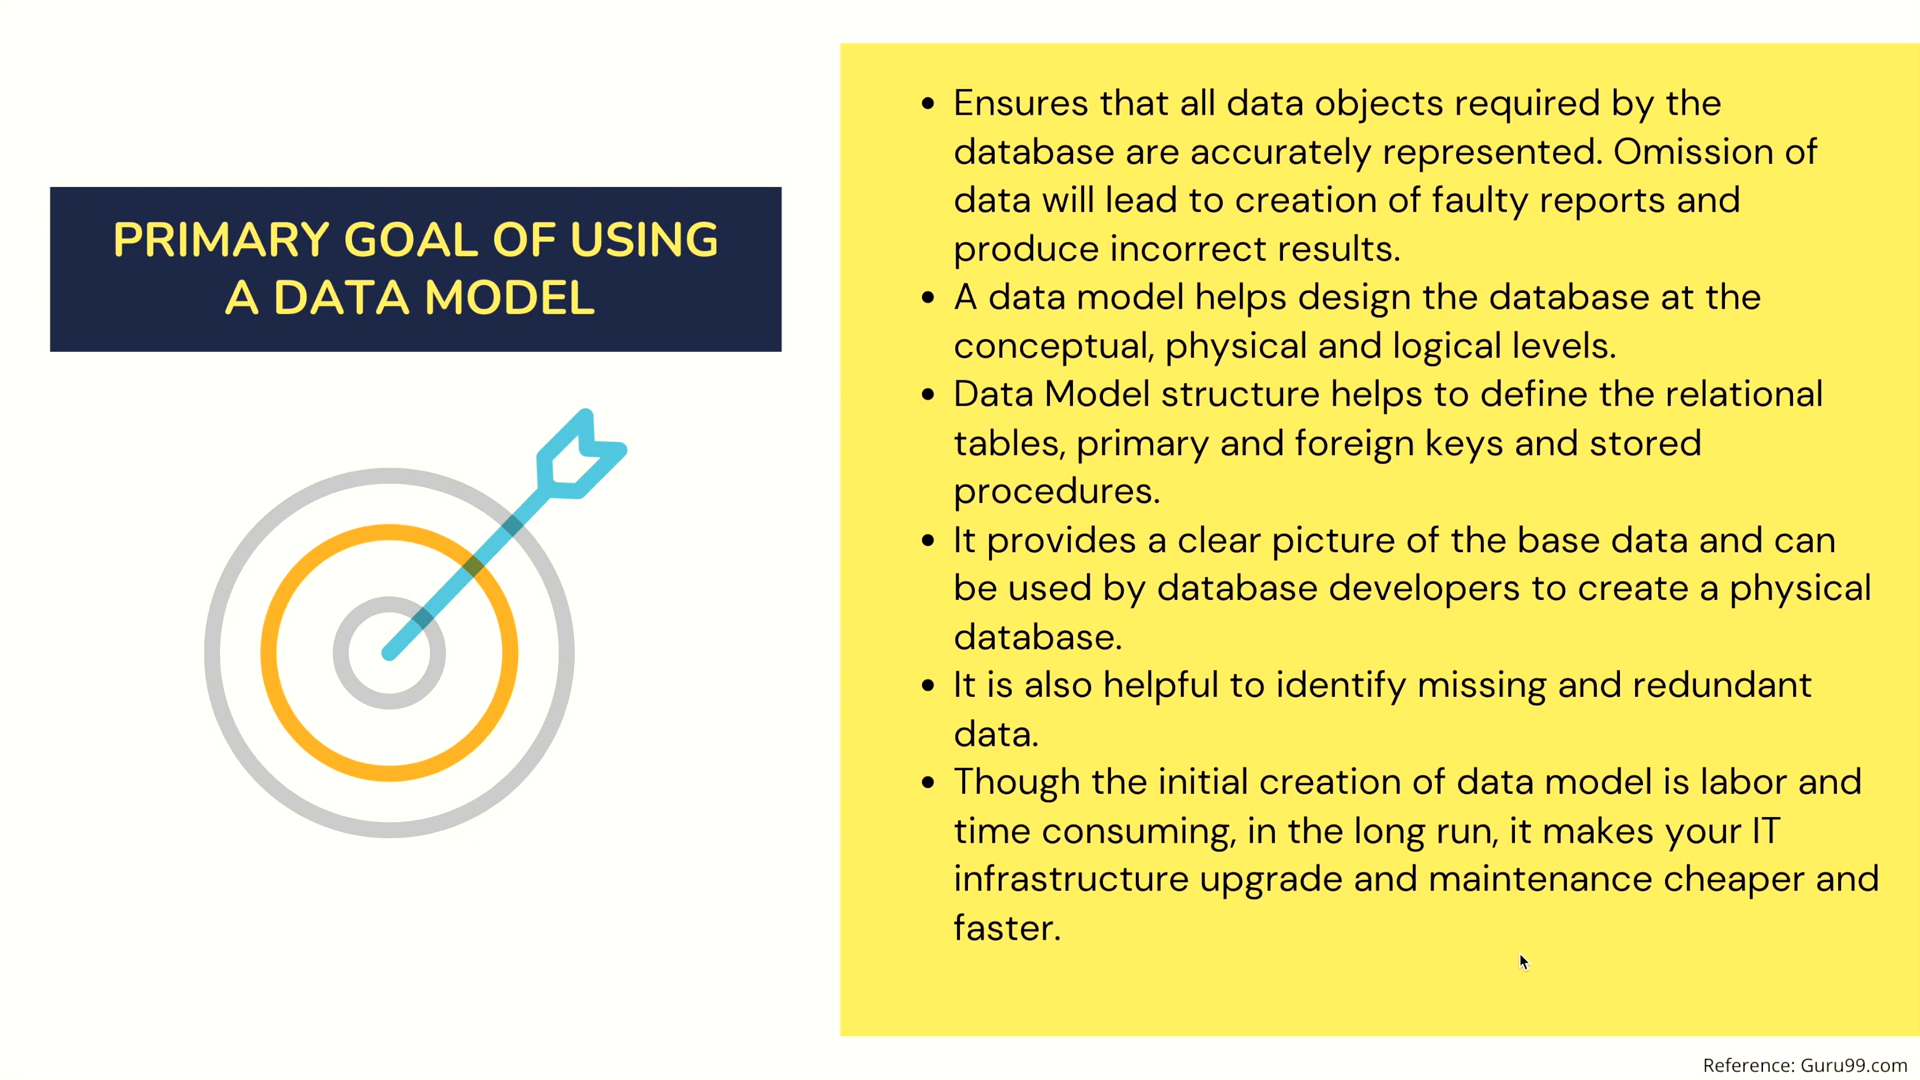 PRIMARY GOAL OF USING
A DATA MODEL
• Ensures that all data objects required by the
database are accurately represented. Omission of
data will lead to creation of faulty reports and
produce incorrect results.
• A data model helps design the database at the
conceptual, physical and logical levels.
• Data Model structure helps to define the relational
tables, primary and foreign keys and stored
procedures.
• It provides a clear picture of the base data and can
be used by database developers to create a physical
database.
• It is also helpful to identify missing and redundant
data.
• Though the initial creation of data model is labor and
time consuming, in the long run, it makes your IT
infrastructure upgrade and maintenance cheaper and
faster.
Reference: Guru99.com